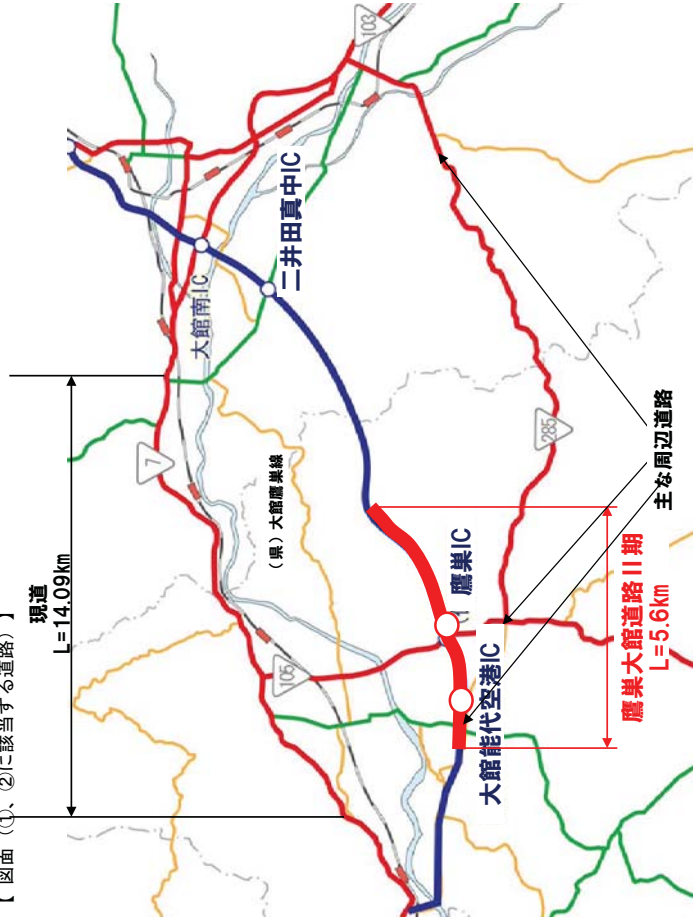 【 図面（①、②に該当する道路）】
現道
L=14.09km
103
7
大館南IC
二井田真中IC
（県）大館鷹巣線
105
鷹巣IC
大館能代空港IC
285
主な周辺道路
鷹巣大館道路Ⅱ期
L=5.6km